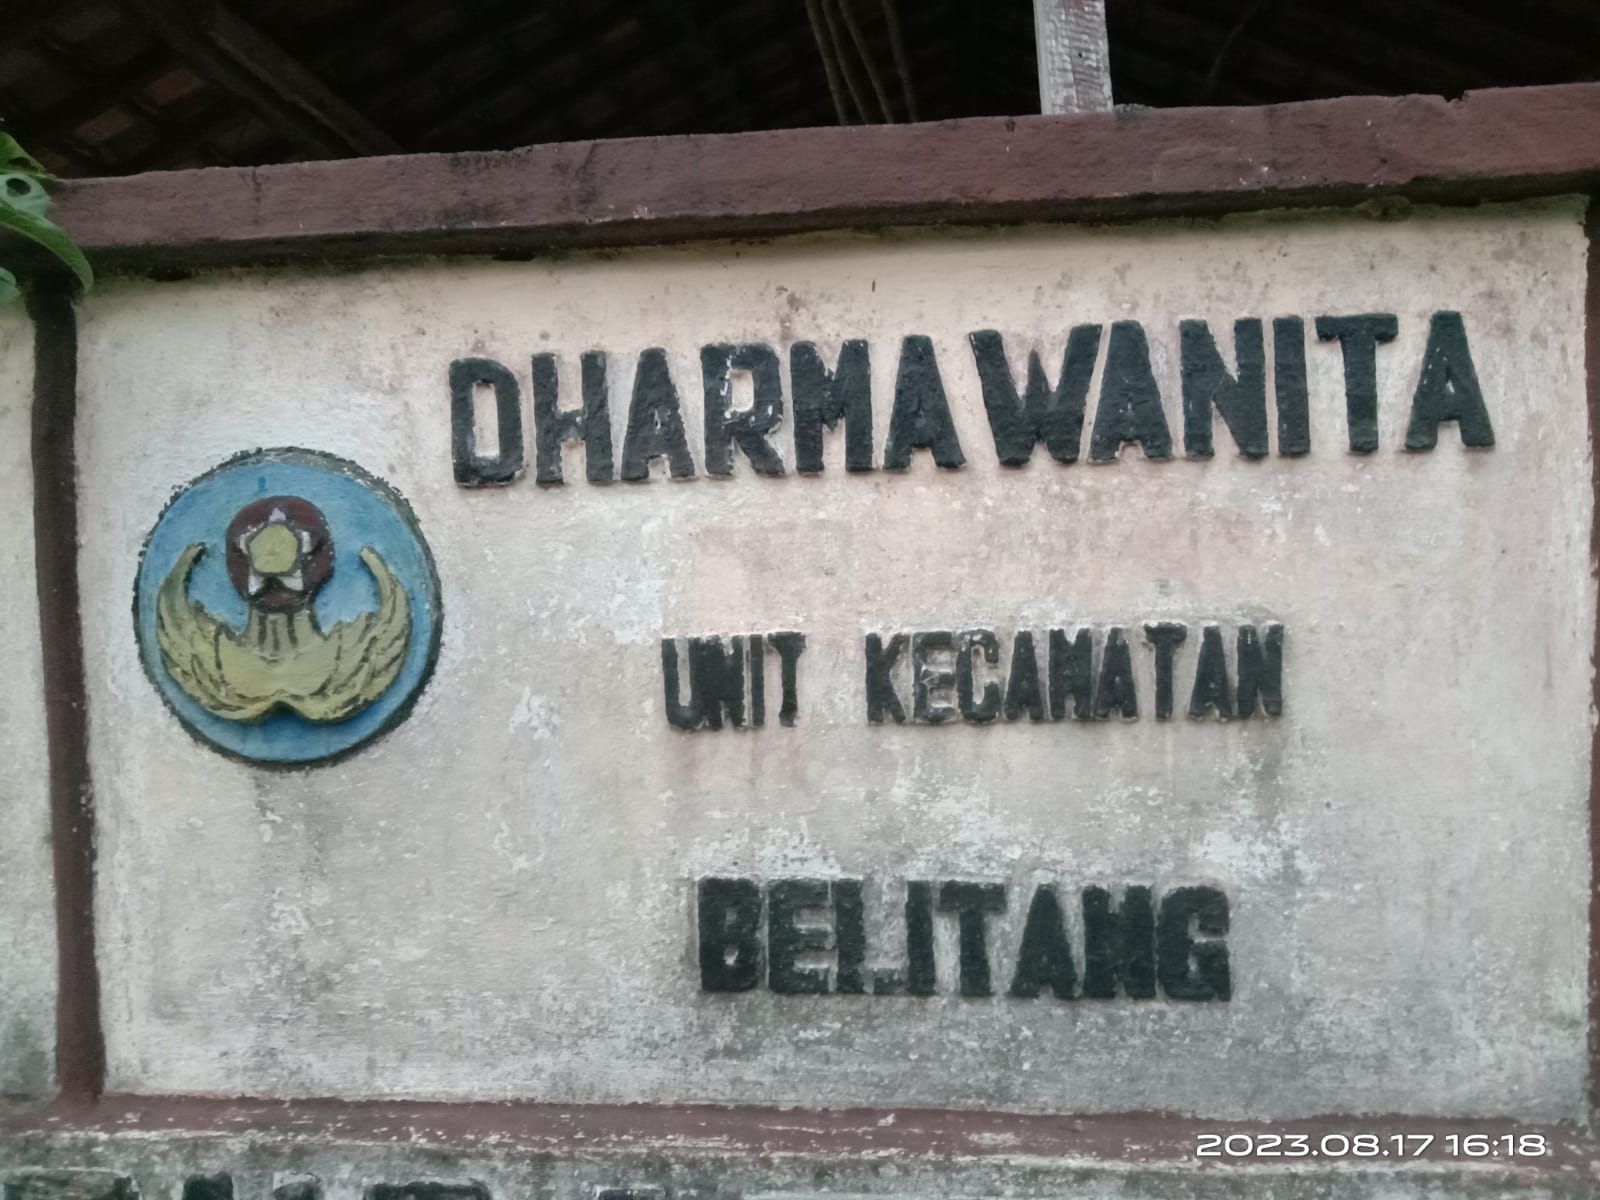 DHARMAWANITA
UNIT KECAMATAN
BELITANG
2023.08.17 16:18